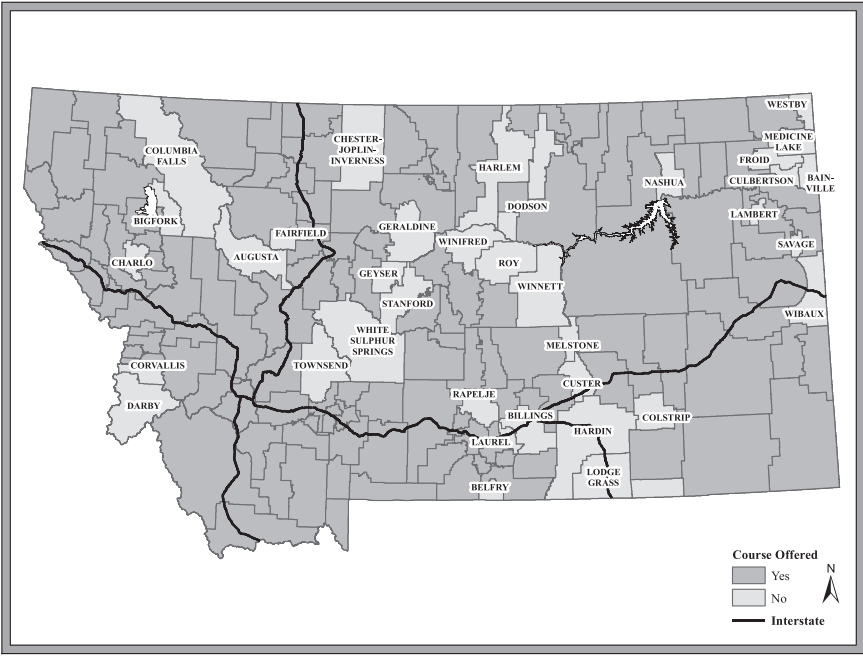 WESTBY
MEDICINE
LAKE
COLUMBIA
FALLS
CHESTER-
JOPLIN-
INVERNESS
HARLEM
FROID
NASHUA
CULBERTSON
BAIN-
VILLE
DODSON
LAMBERT
BIGFORK
FAIRFIELD
GERALDINE
WINIFRED
SAVAGE
CHARLO
AUGUSTA
GEYSER
ROY
WINNETT
STANFORD
WIBAUX
WHITE
SULPHUR
SPRINGS
MELSTONE
CORVALLIS
TOWNSEND
CUSTER
DARBY
RAPELJE
BILLINGS
COLSTRIP
LAUREL
HARDIN
LODGE
GRASS
BELFRY
Course Offered
Yes
No
Interstate
N